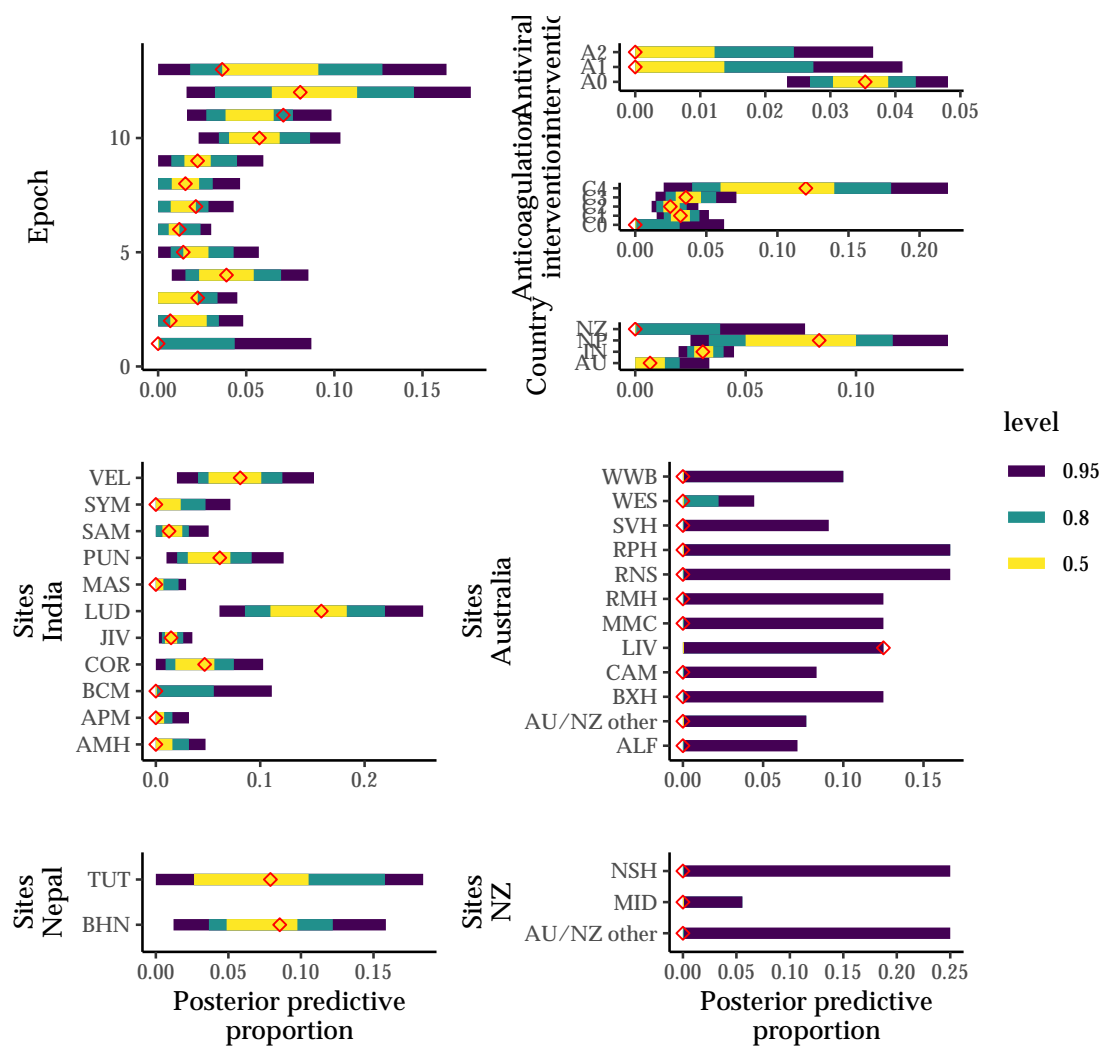 Epoch
10
5
0
0.00 0.05 0.10 0.15
Antiviral
interventic
A2
A1
A0
0.00 0.01 0.02 0.03 0.04 0.05
Anticoagulation
intervention
C4
C3
C2
C1
C0
0.00 0.05 0.10 0.15 0.20
Country
NZ
NP
IN
AU
0.00 0.05 0.10
level
0.95
0.8
0.5
Sites
India
VEL
SYM
SAM
PUN
MAS
LUD
JIV
COR
BCM
APM
AMH
0.00 0.1 0.2
Sites
Australia
WWB
WES
SVH
RPH
RNS
RMH
MMC
LIV
CAM
BXH
AU/NZ other
ALF
0.00 0.05 0.10 0.15
Sites
Nepal
TUT
BHN
0.00 0.05 0.10 0.15
Posterior predictive
proportion
Sites
NZ
NSH
MID
AU/NZ other
0.00 0.05 0.10 0.15 0.20 0.25
Posterior predictive
proportion